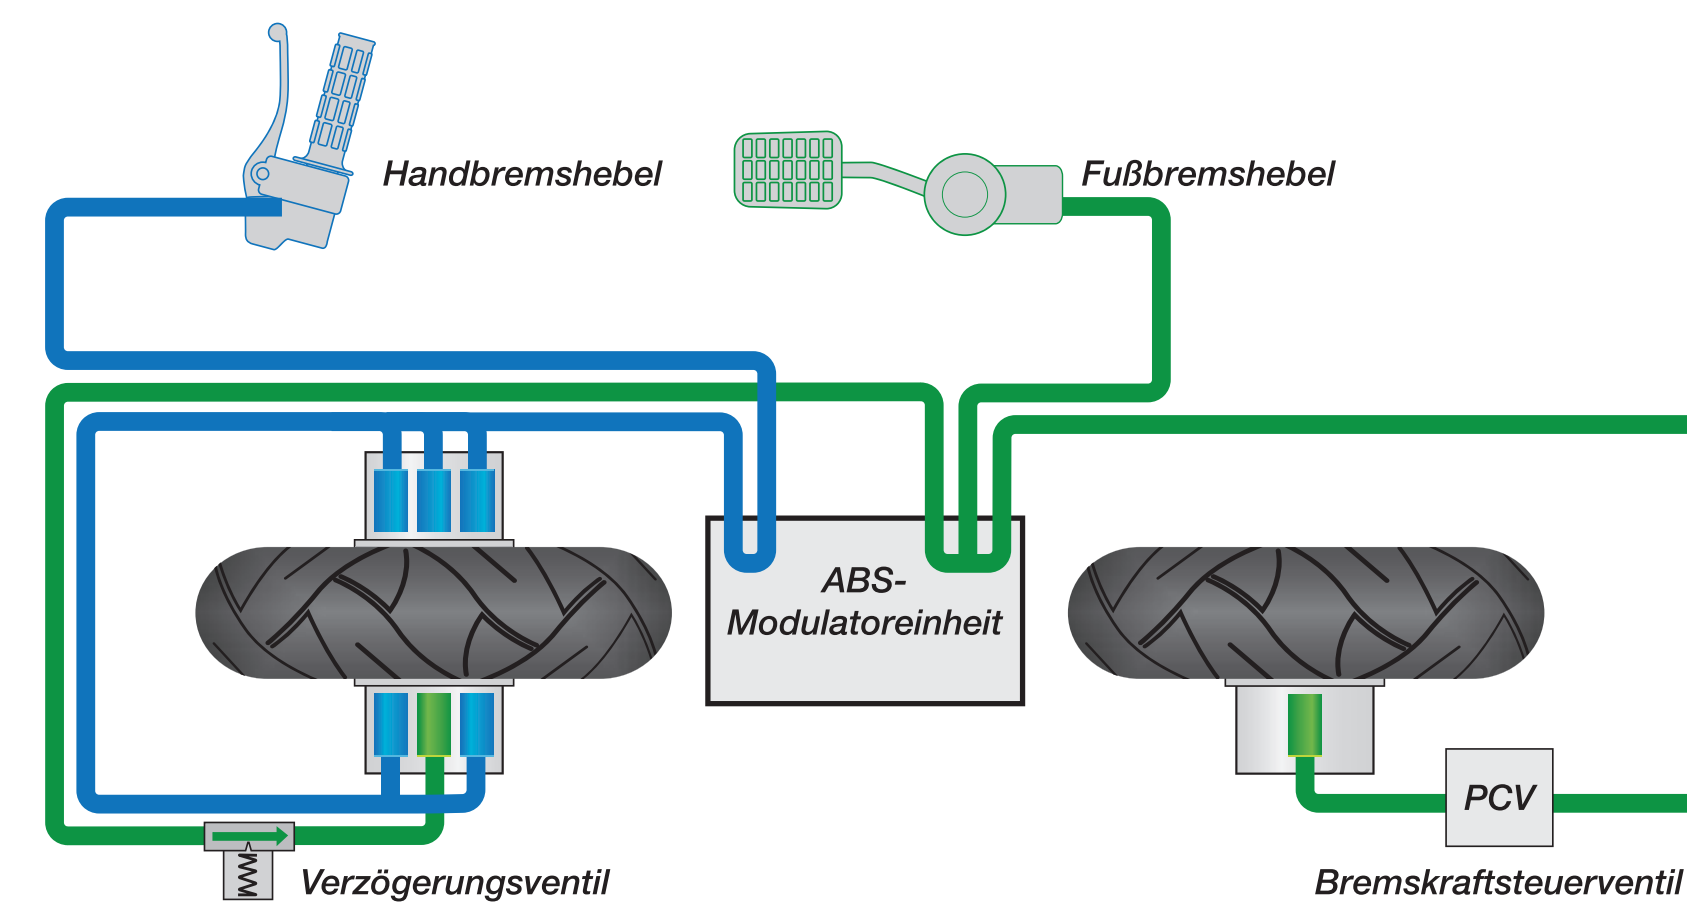 Handbremshebel
Fußbremshebel
ABS-
Modulatoreinheit
PCV
Verzögerungsventil
Bremskraftsteuerventil